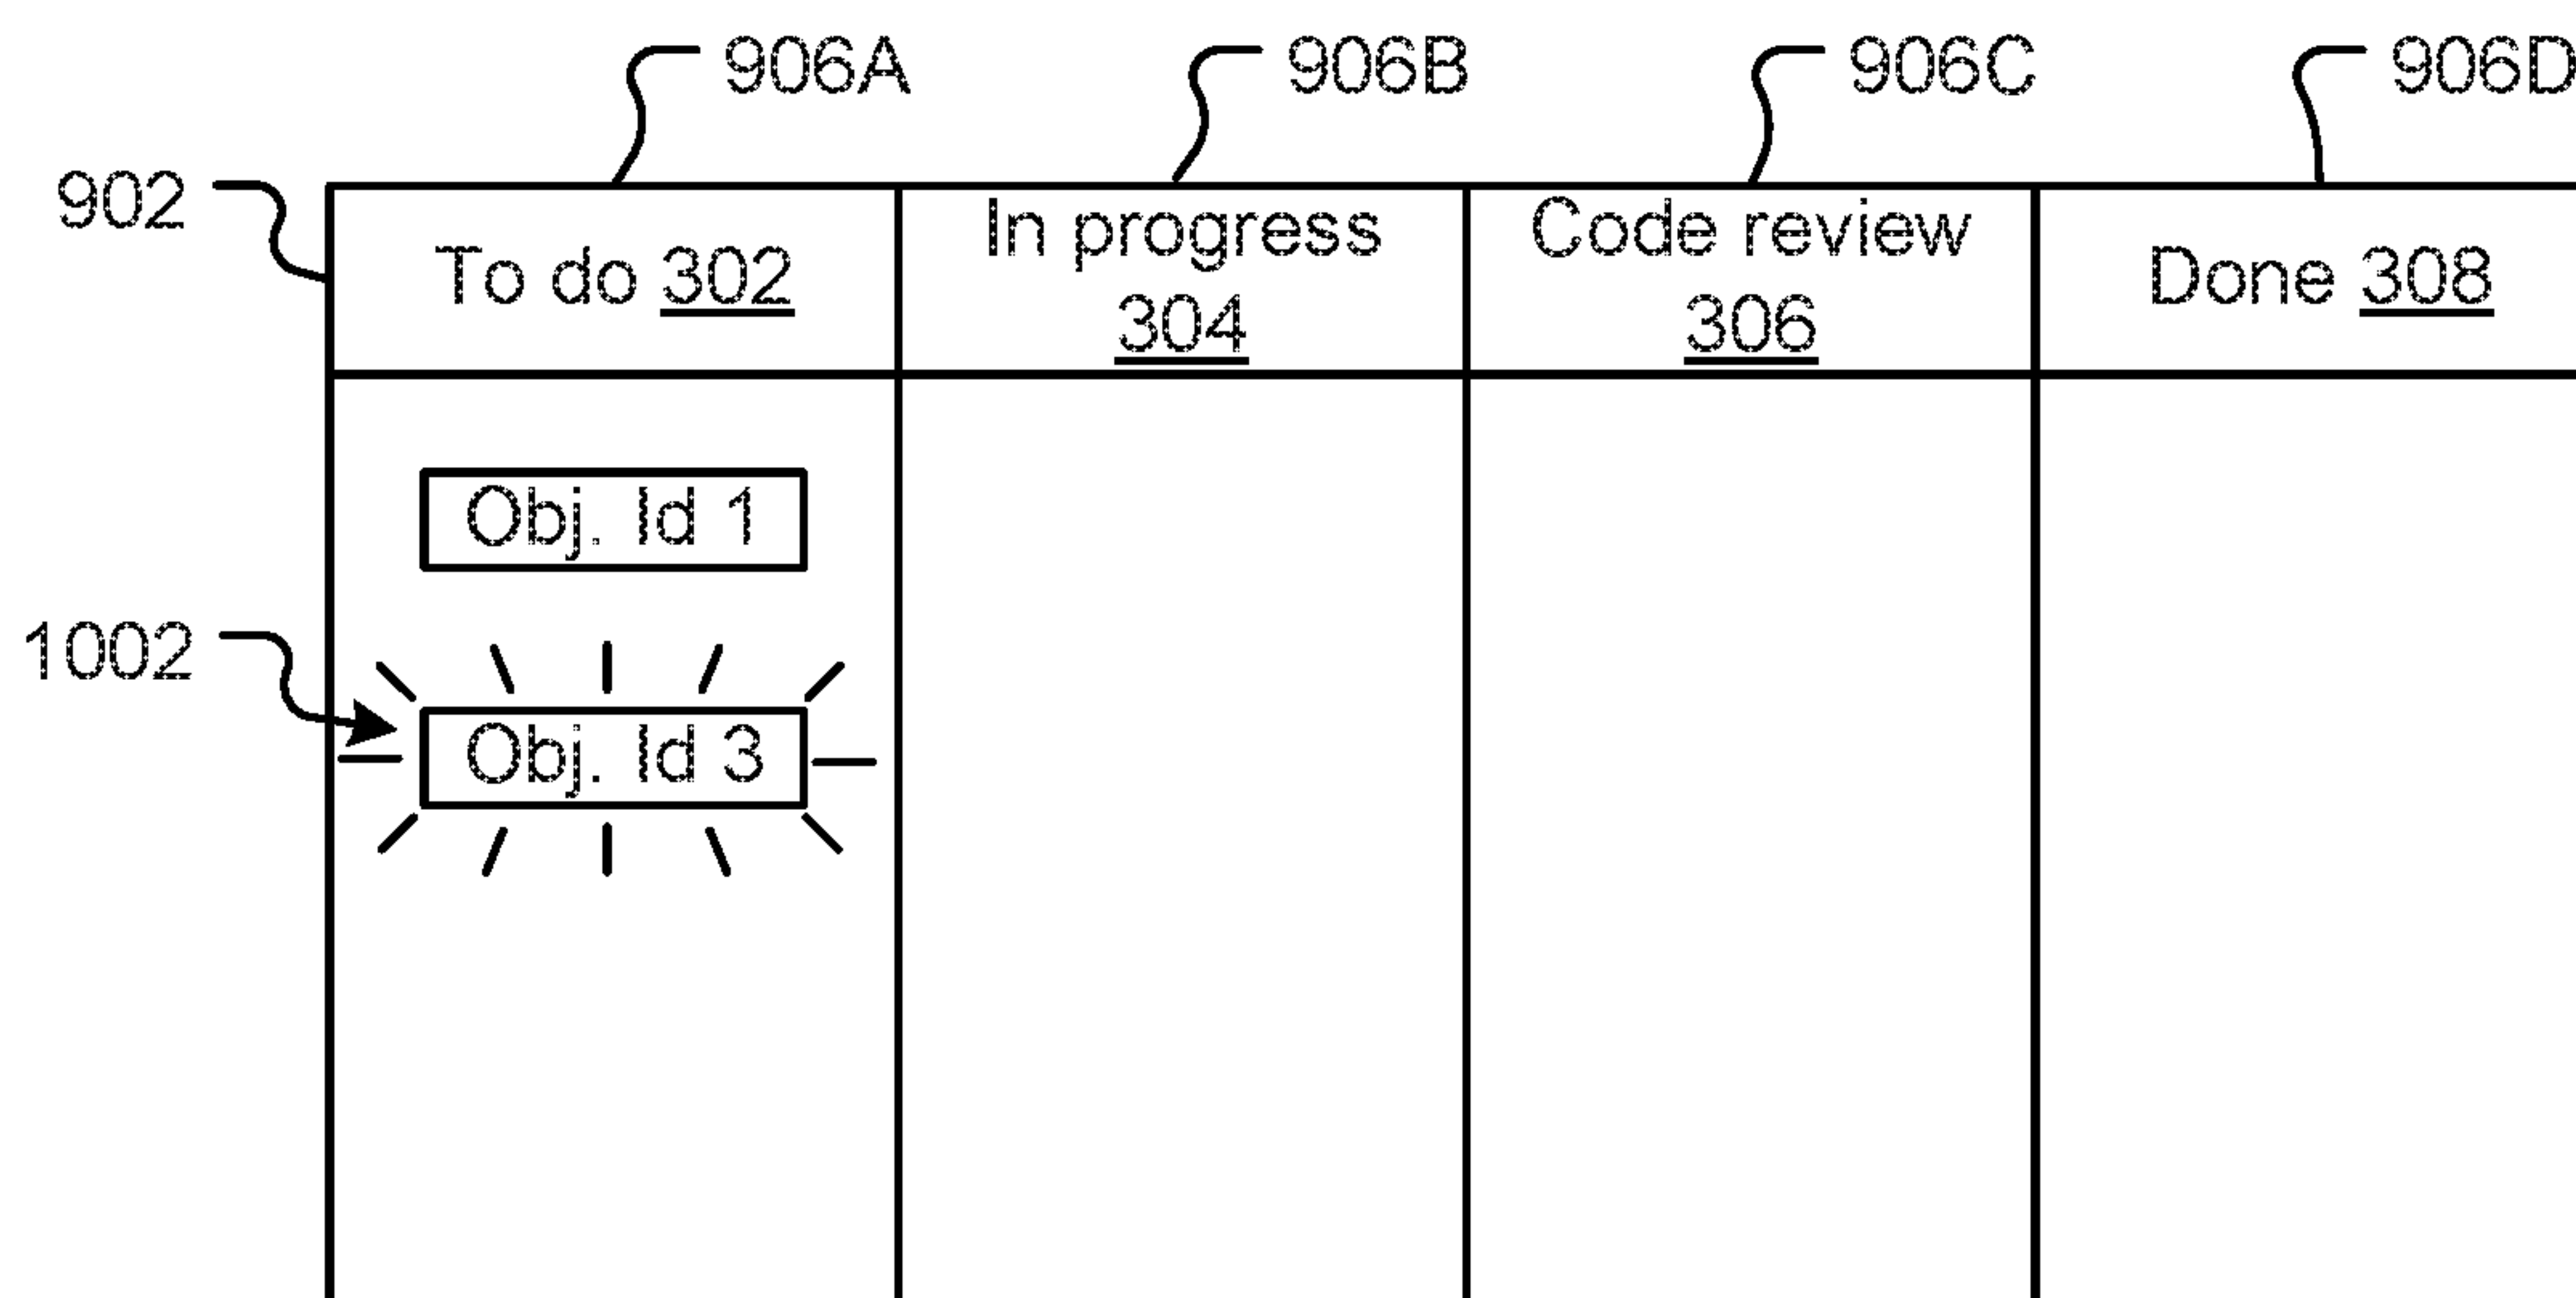 906A
906B
906C
906D
902
To do 302
In progress
304
Code review
306
Done 308
Obj. Id 1
1002
Obj. Id 3